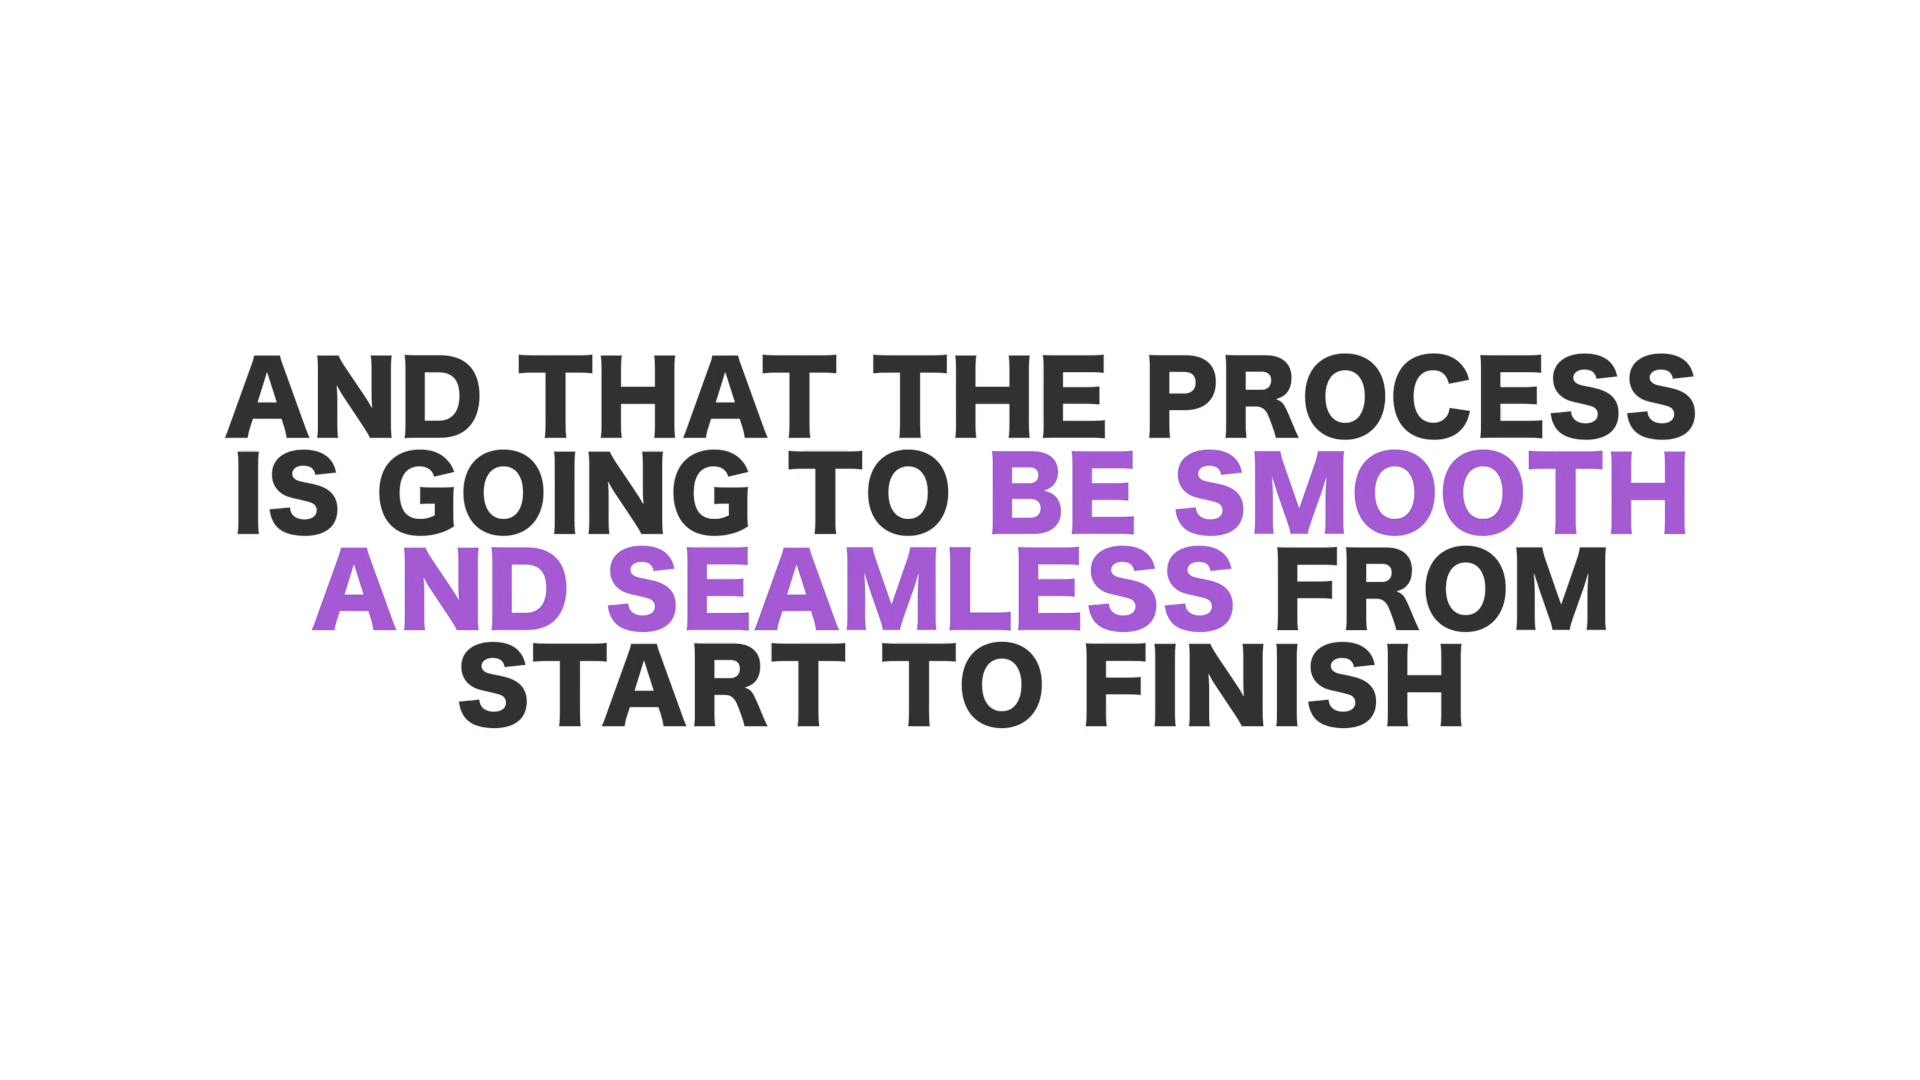 AND THAT THE PROCESS
IS GOING TO BE SMOOTH
AND SEAMLESS FROM
START TO FINISH